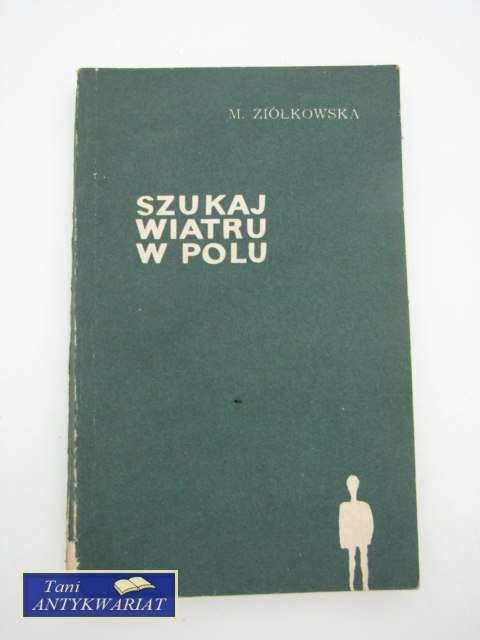 M. ZIÓŁKOWSKA
SZUKAJ
WIATRU
W POLU
Tani
ANTYKWARIAT